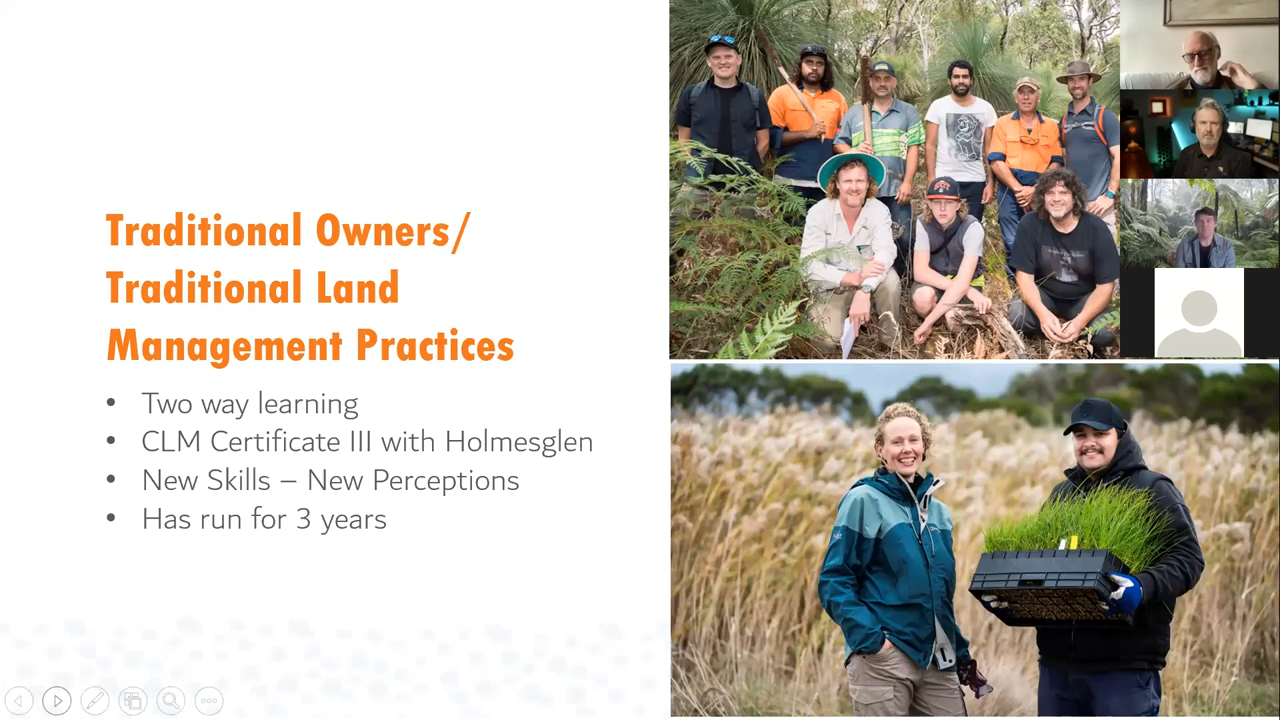 Traditional Owners/
Traditional Land
Management Practices
• Two way learning
• CLM Certificate III with Holmesglen
• New Skills – New Perceptions
• Has run for 3 years